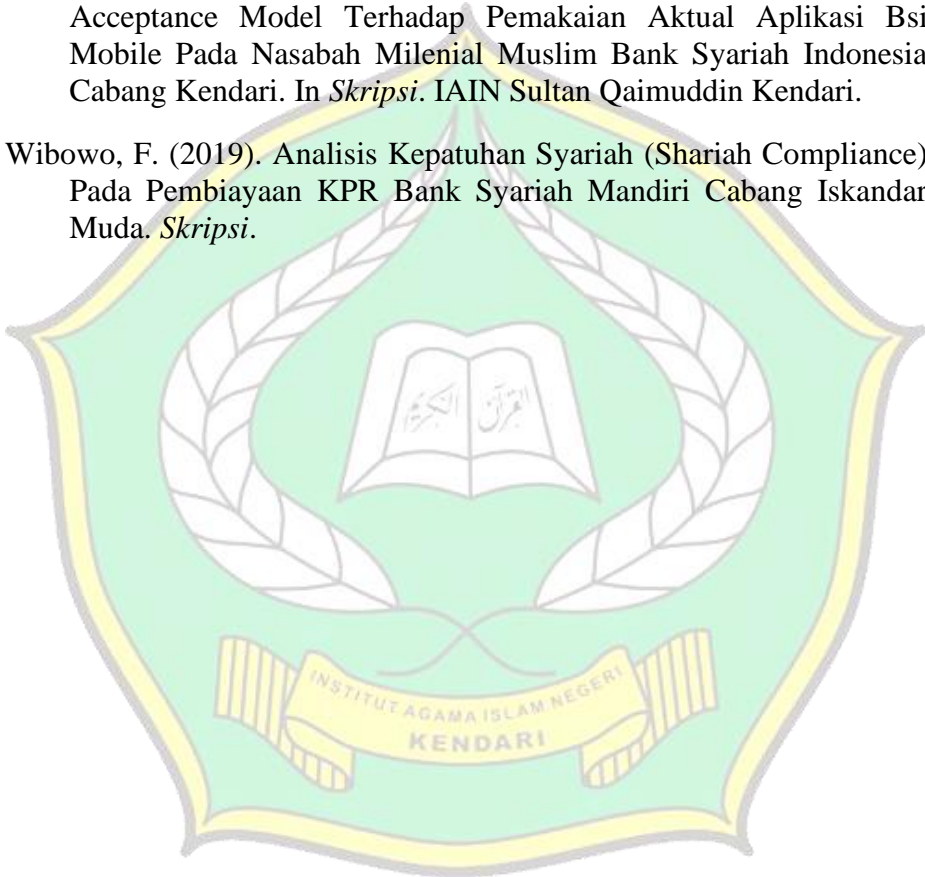 Acceptance Model Terhadap Pemakaian Aktual Aplikasi Bsi
Mobile Pada Nasabah Milenial Muslim Bank Syariah Indonesia
Cabang Kendari. In Skripsi. IAIN Sultan Qaimuddin Kendari.
Wibowo, F. (2019). Analisis Kepatuhan Syariah (Shariah Compliance)
Pada Pembiayaan KPR Bank Syariah Mandiri Cabang Iskandar
Muda. Skripsi.
القرآن الكريم
INSTITUT AGAMA ISLAM NEGERI
KENDARI